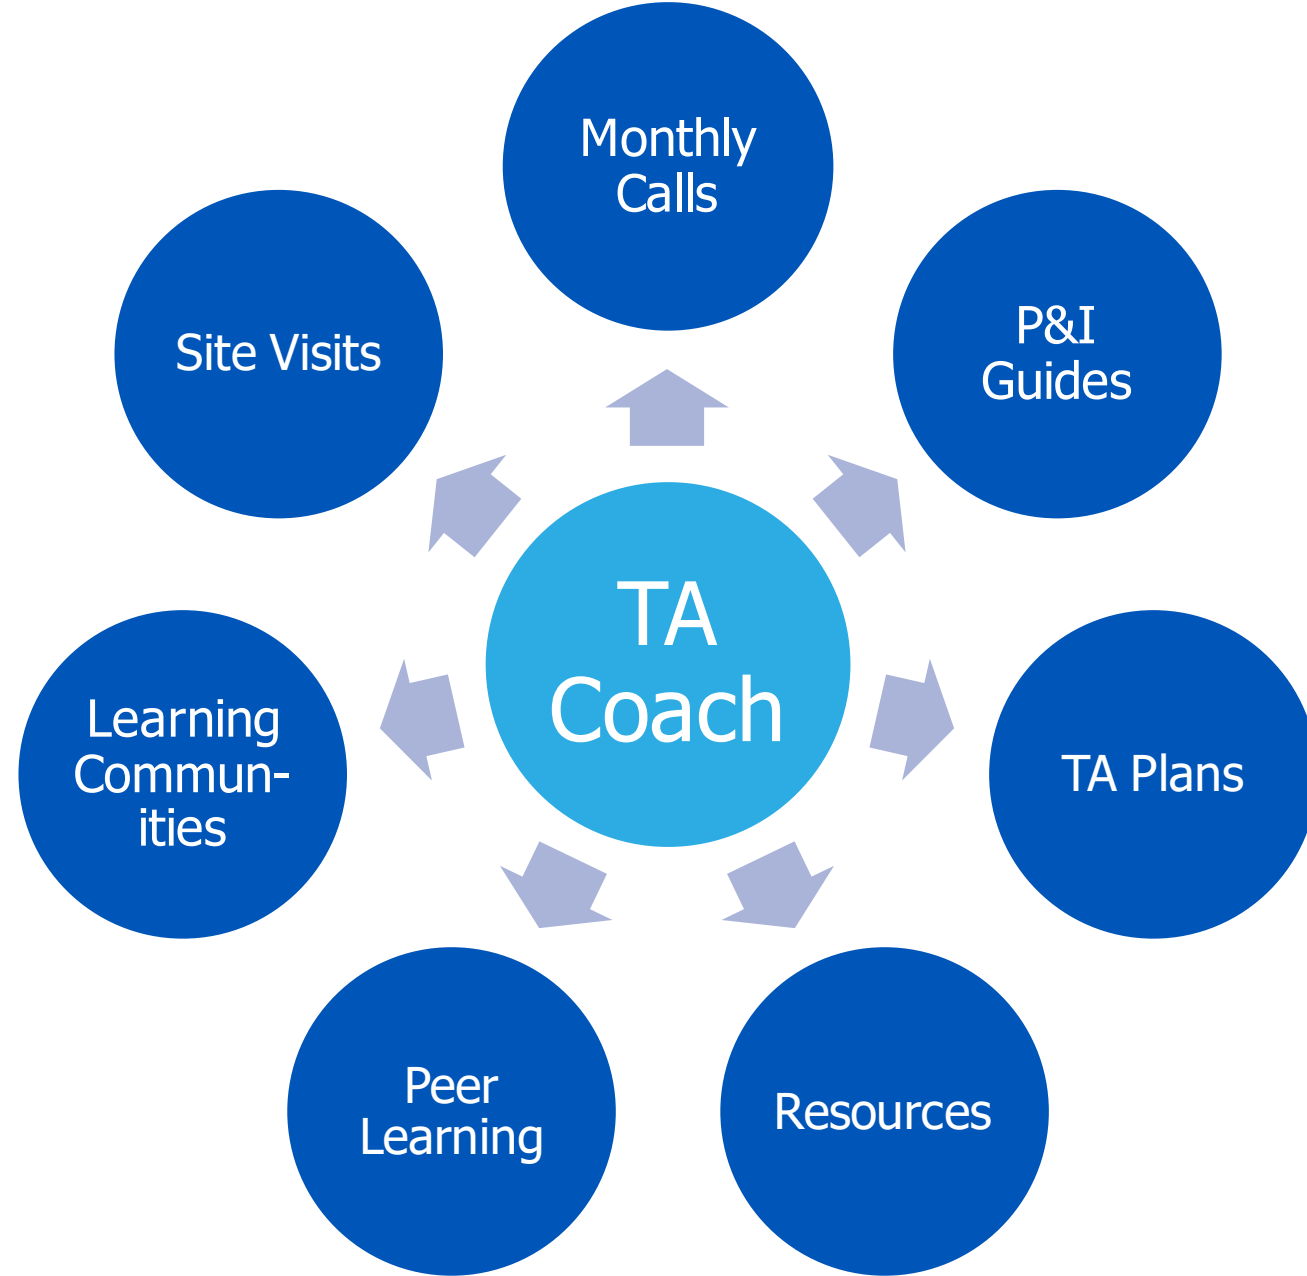 Monthly
Calls
P&I
Guides
TA Plans
Resources
Peer
Learning
Learning
Commun-
ities
Site Visits
TA
Coach